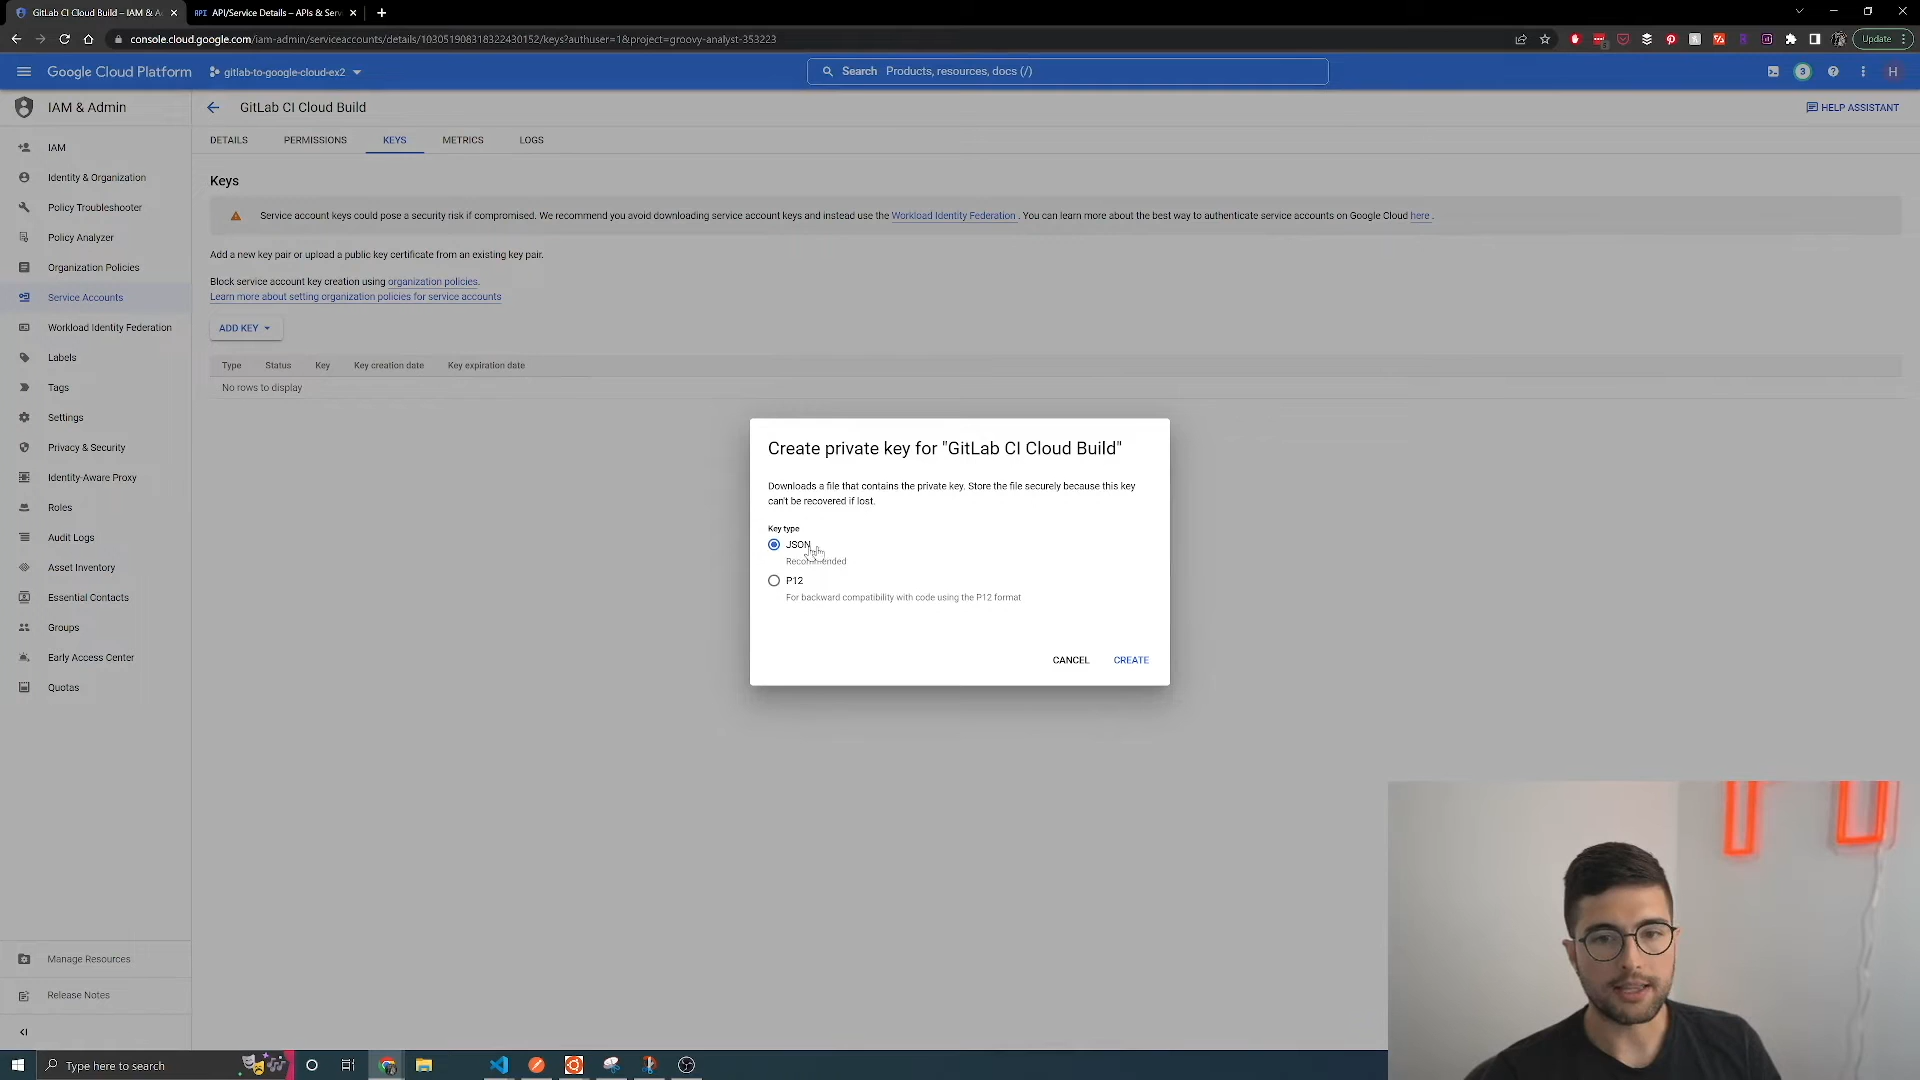 GitLab CI Cloud Build – IAM & A
API API/Service Details – APIs & Serv
console.cloud.google.com/iam-admin/serviceaccounts/details/103051908318322430152/keys?authuser=1&project=groovy-analyst-353223
Update
Google Cloud Platform
gitlab-to-google-cloud-ex2
Search Products, resources, docs (/)
3
H
IAM & Admin
GitLab CI Cloud Build
HELP ASSISTANT
DETAILS
PERMISSIONS
KEYS
METRICS
LOGS
IAM
Identity & Organization
Policy Troubleshooter
Policy Analyzer
Organization Policies
Service Accounts
Workload Identity Federation
Labels
Tags
Settings
Privacy & Security
Identity-Aware Proxy
Roles
Audit Logs
Asset Inventory
Essential Contacts
Groups
Early Access Center
Quotas
Manage Resources
Release Notes
Keys
Service account keys could pose a security risk if compromised. We recommend you avoid downloading service account keys and instead use the Workload Identity Federation . You can learn more about the best way to authenticate service accounts on Google Cloud here .
Add a new key pair or upload a public key certificate from an existing key pair.
Block service account key creation using organization policies.
Learn more about setting organization policies for service accounts
ADD KEY
Type Status Key Key creation date Key expiration date
No rows to display
Create private key for "GitLab CI Cloud Build"
Downloads a file that contains the private key. Store the file securely because this key
can't be recovered if lost.
Key type
JSON
Recommended
P12
For backward compatibility with code using the P12 format
CANCEL
CREATE
Type here to search